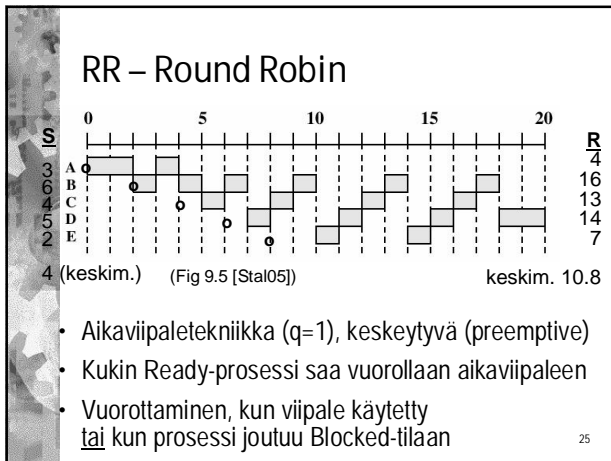 RR – Round Robin
0 5 10 15 20
S R
3 A 4
6 B 16
4 C 13
5 D 14
2 E 7
4 (keskim.) (Fig 9.5 [Stal05]) keskim. 10.8
• Aikaviipaletekniikka (q=1), keskeytyvä (preemptive)
• Kukin Ready-prosessi saa vuorollaan aikaviipaleen
• Vuorottaminen, kun viipale käytetty
tai kun prosessi joutuu Blocked-tilaan
25